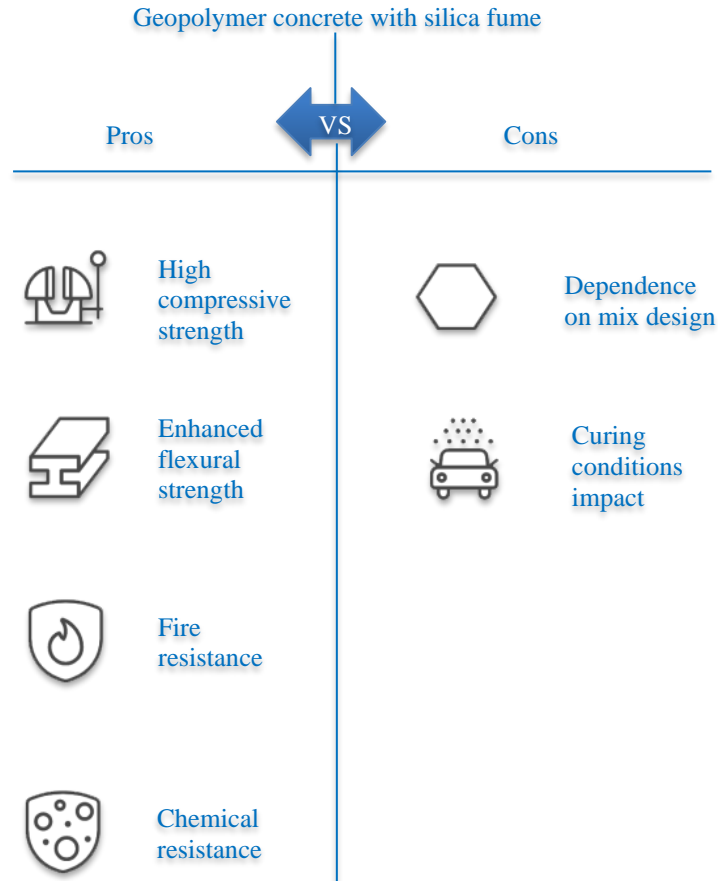 Geopolymer concrete with silica fume
VS
Pros
Cons
High
compressive
strength
Enhanced
flexural
strength
Fire
resistance
Chemical
resistance
Dependence
on mix design
Curing
conditions
impact